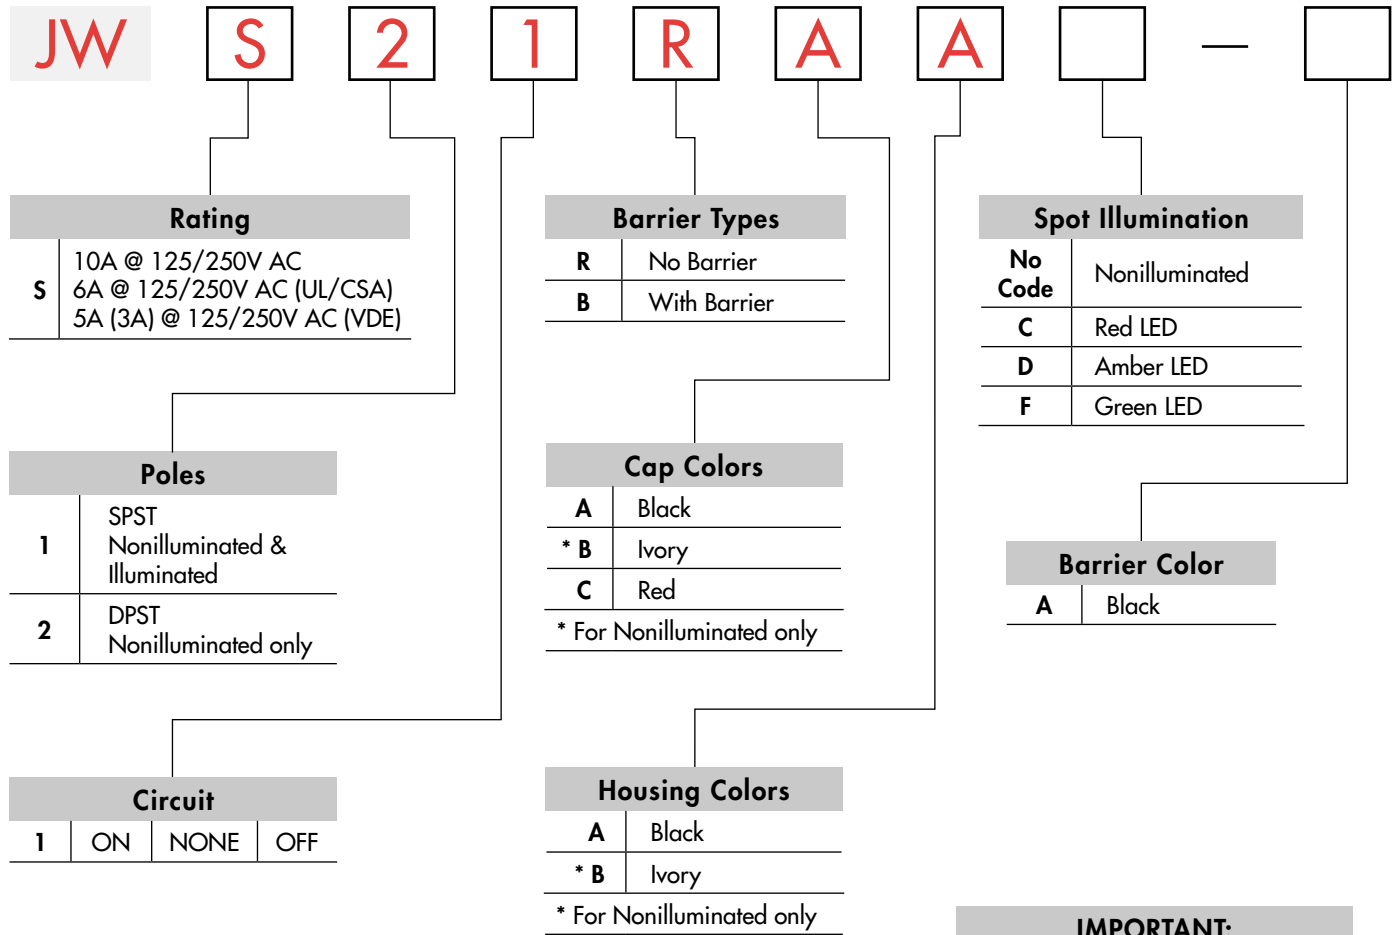 JW S 2 1 R A A —
Rating
S
10A @ 125/250V AC
6A @ 125/250V AC (UL/CSA)
5A (3A) @ 125/250V AC (VDE)
Poles
1
SPST
Nonilluminated &
Illuminated
2
DPST
Nonilluminated only
Circuit
1 ON NONE OFF
Barrier Types
R No Barrier
B With Barrier
Cap Colors
A Black
* B Ivory
C Red
* For Nonilluminated only
Housing Colors
A Black
* B Ivory
* For Nonilluminated only
Spot Illumination
No
Code
Nonilluminated
C Red LED
D Amber LED
F Green LED
Barrier Color
A Black
IMPORTANT: